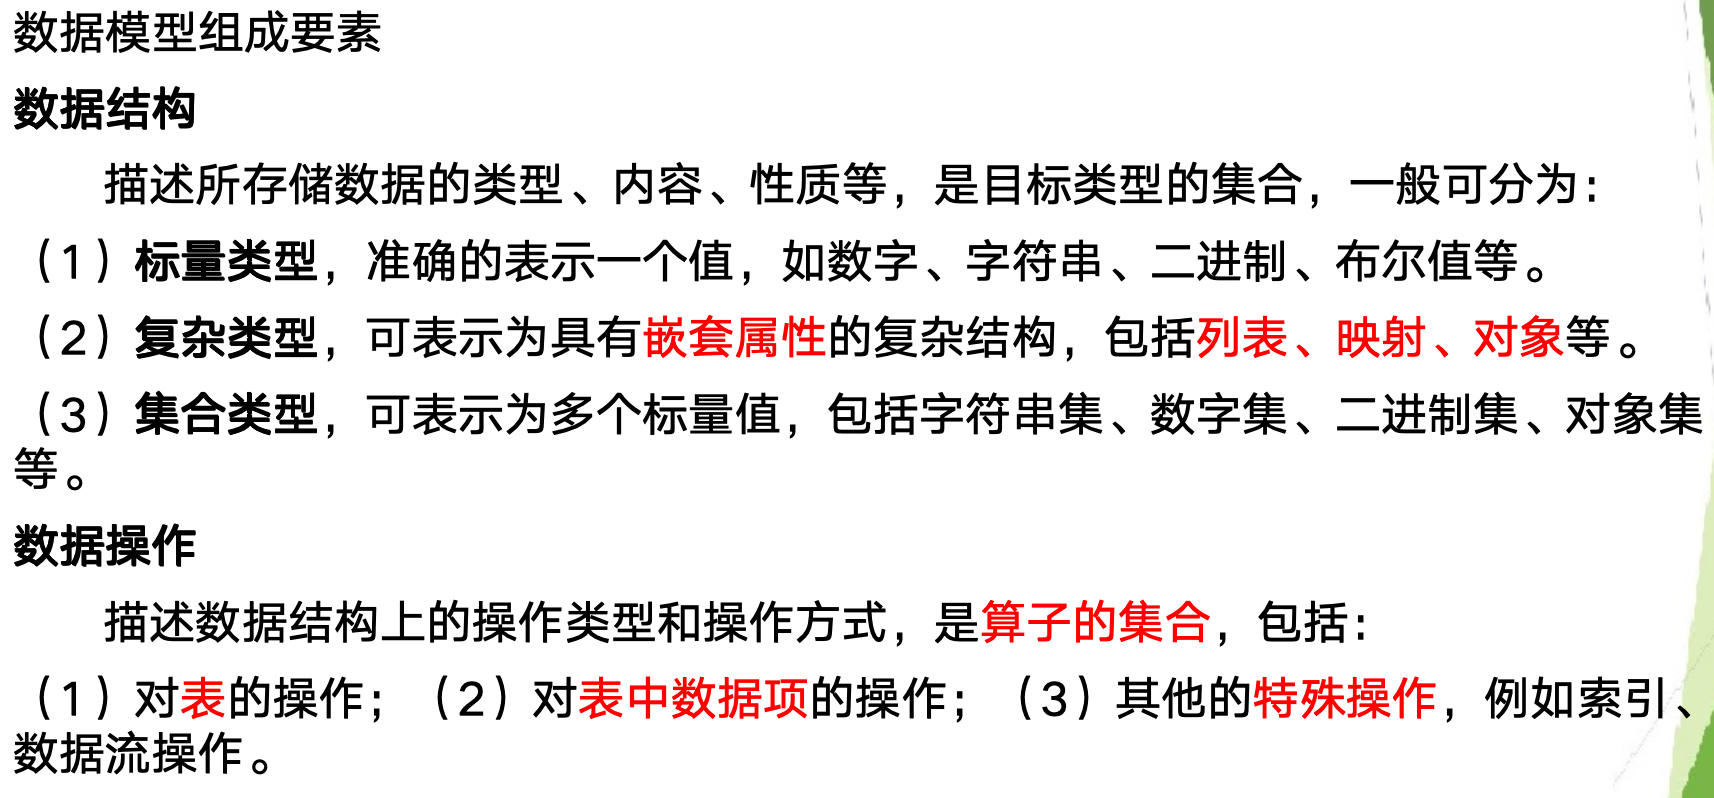 数据模型组成要素
数据结构
描述所存储数据的类型、内容、性质等，是目标类型的集合，一般可分为：
（1）标量类型，准确的表示一个值，如数字、字符串、二进制、布尔值等。
（2）复杂类型，可表示为具有嵌套属性的复杂结构，包括列表、映射、对象等。
（3）集合类型，可表示为多个标量值，包括字符串集、数字集、二进制集、对象集
等。
数据操作
描述数据结构上的操作类型和操作方式，是算子的集合，包括：
（1）对表的操作；（2）对表中数据项的操作；（3）其他的特殊操作，例如索引、
数据流操作。